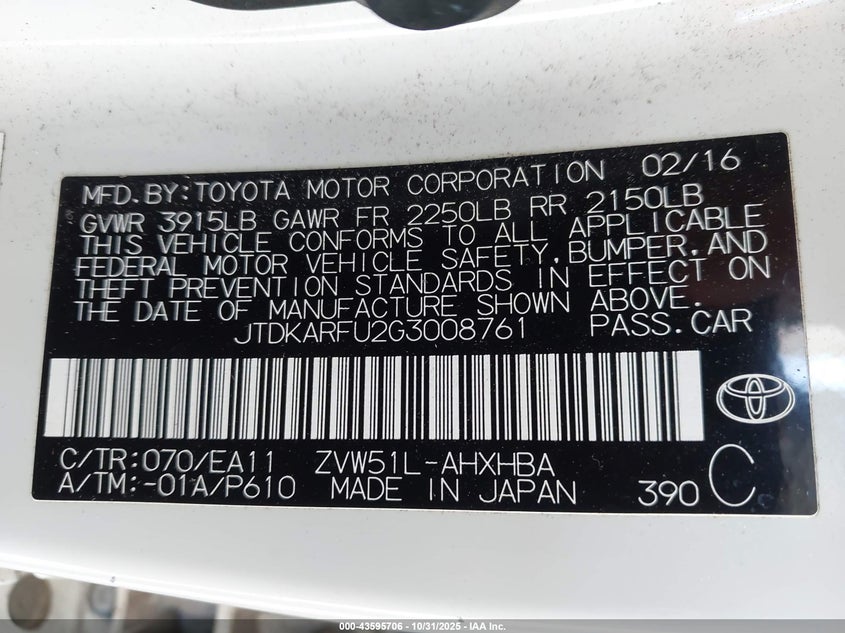 MFD.BY:TOYOTA MOTOR CORPORATION 02/16
GVWR 3915LB GAWR FR 2250LB RR 2150LB
THIS VEHICLE CONFORMS TO ALL APPLICABLE
FEDERAL MOTOR VEHICLE SAFETY,BUMPER,AND
THEFT PREVENTION STANDARDS IN EFFECT ON
THE DATE OF MANUFACTURE SHOWN ABOVE.
JTDKARFU2G3008761 PASS.CAR
C/TR:070/EA11 ZVW51L-AHXHBA
A/TM:-01A/P610 MADE IN JAPAN 390 C
000-43595706 - 10/31/2025 - IAA Inc.